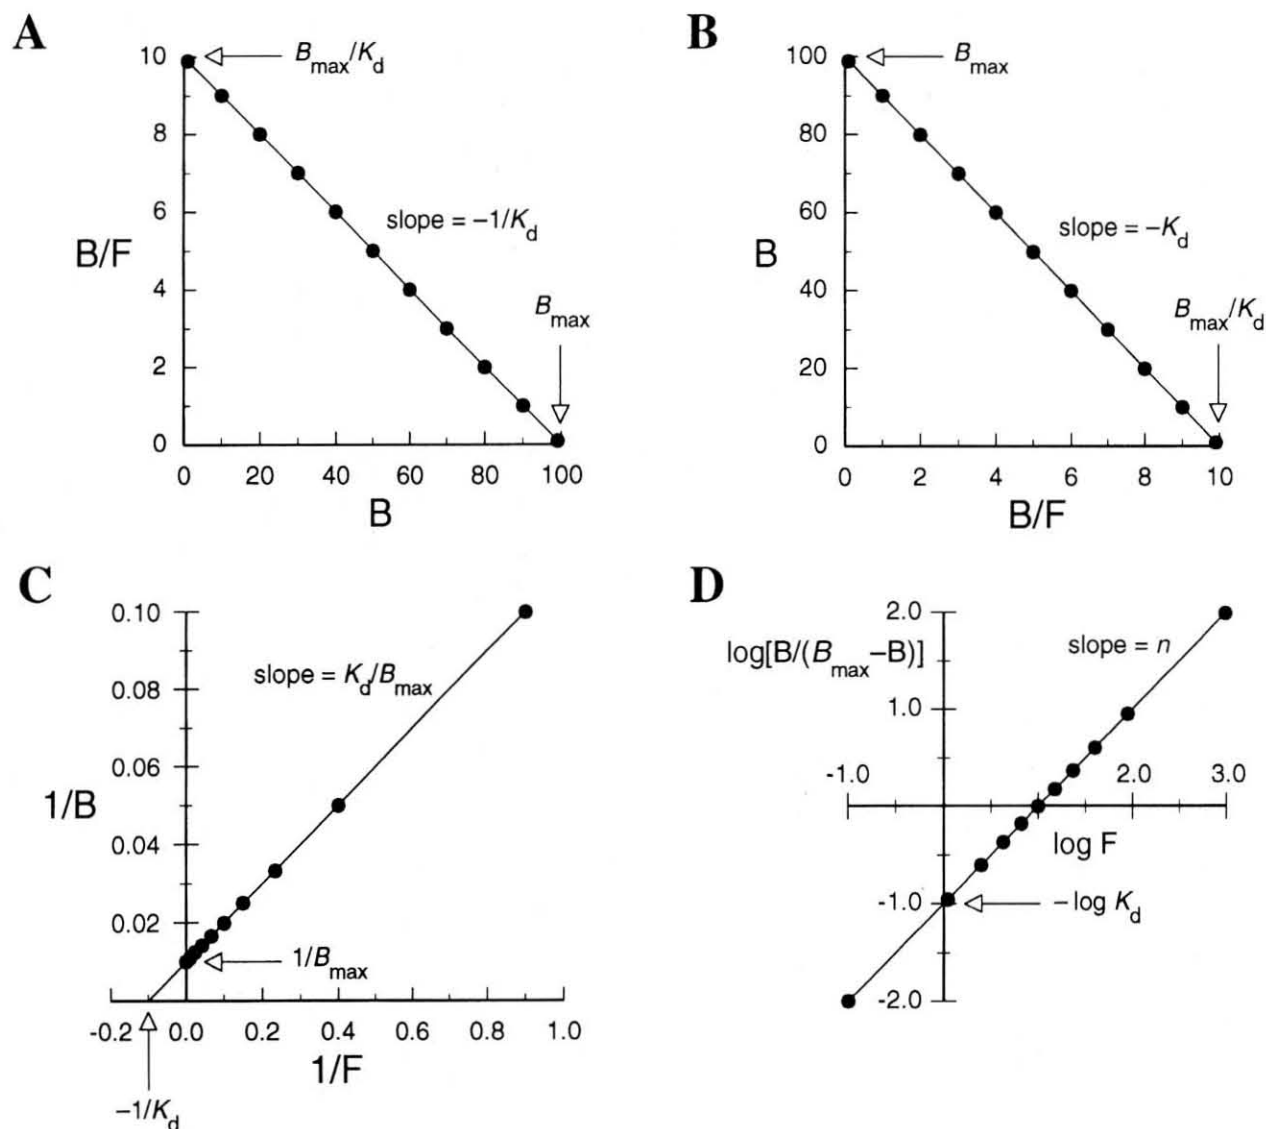 A
10
B_max/K_d
8
slope = –1/K_d
6
B/F
4
B_max
2
0
0 20 40 60 80 100
B
B
100
B_max
80
60
slope = –K_d
B
40
B_max/K_d
20
0
0 2 4 6 8 10
B/F
C
0.10
slope = K_d/B_max
0.08
0.06
1/B
0.04
0.02
1/B_max
-0.2 0.0 0.2 0.4 0.6 0.8 1.0
1/F
–1/K_d
D
2.0
slope = n
log[B/(B_max–B)]
1.0
-1.0 2.0 3.0
log F
-1.0
– log K_d
-2.0